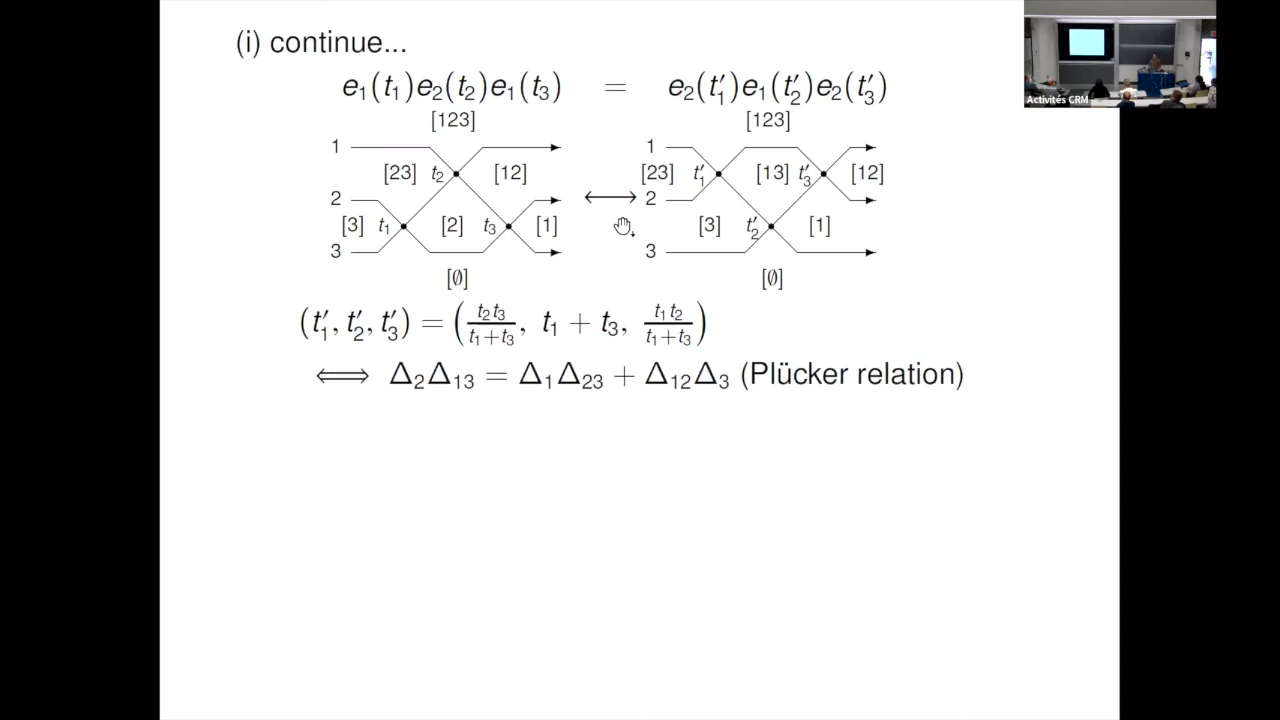 (i) continue...
e₁(t₁)e₂(t₂)e₁(t₃) = e₂(t′₁)e₁(t′₂)e₂(t′₃)
[123] [123]
1 1
[23] t₂ [12] [23] t′₁ [13] t′₃ [12]
2 ⟷ 2
[3] t₁ [2] t₃ [1] [3] t′₂ [1]
3 3
[∅] [∅]
(t′₁, t′₂, t′₃) = (t₂t₃/(t₁+t₃), t₁ + t₃, t₁t₂/(t₁+t₃))
⟺ Δ₂Δ₁₃ = Δ₁Δ₂₃ + Δ₁₂Δ₃ (Plücker relation)
Activités CRM